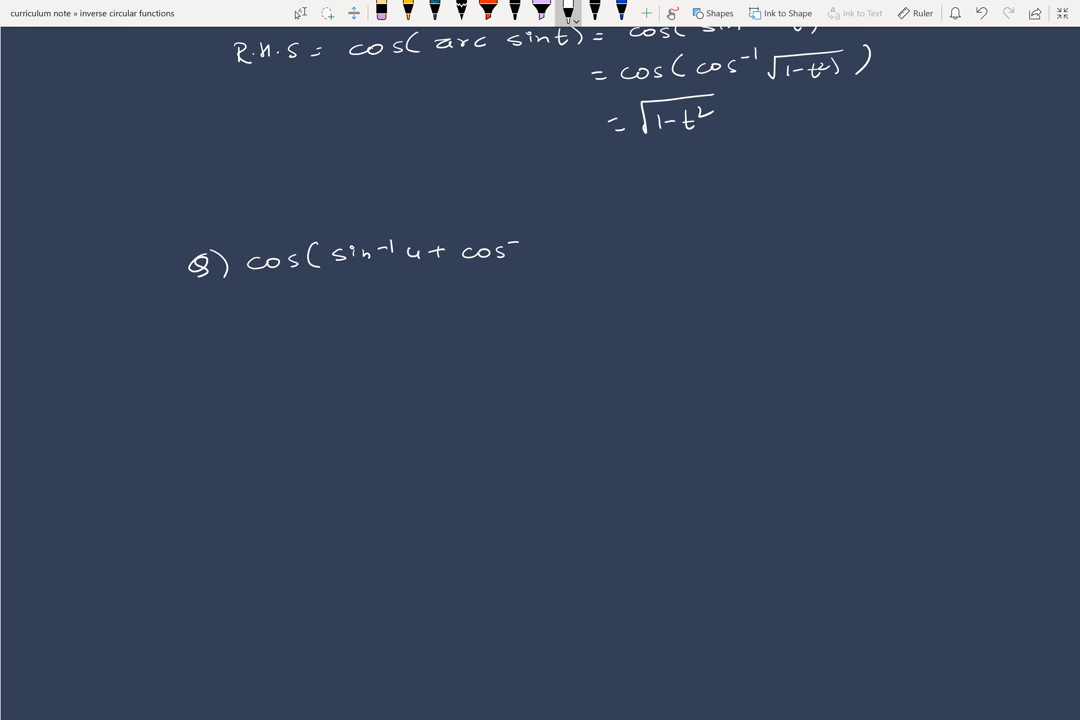 curriculum note » inverse circular functions
Shapes Ink to Shape Ink to Text Ruler
R.H.S = cos( arc sint) = cos(
= cos( cos⁻¹ √(1-t²) )
= √(1-t²)
Q) cos( sin⁻¹ u + cos⁻